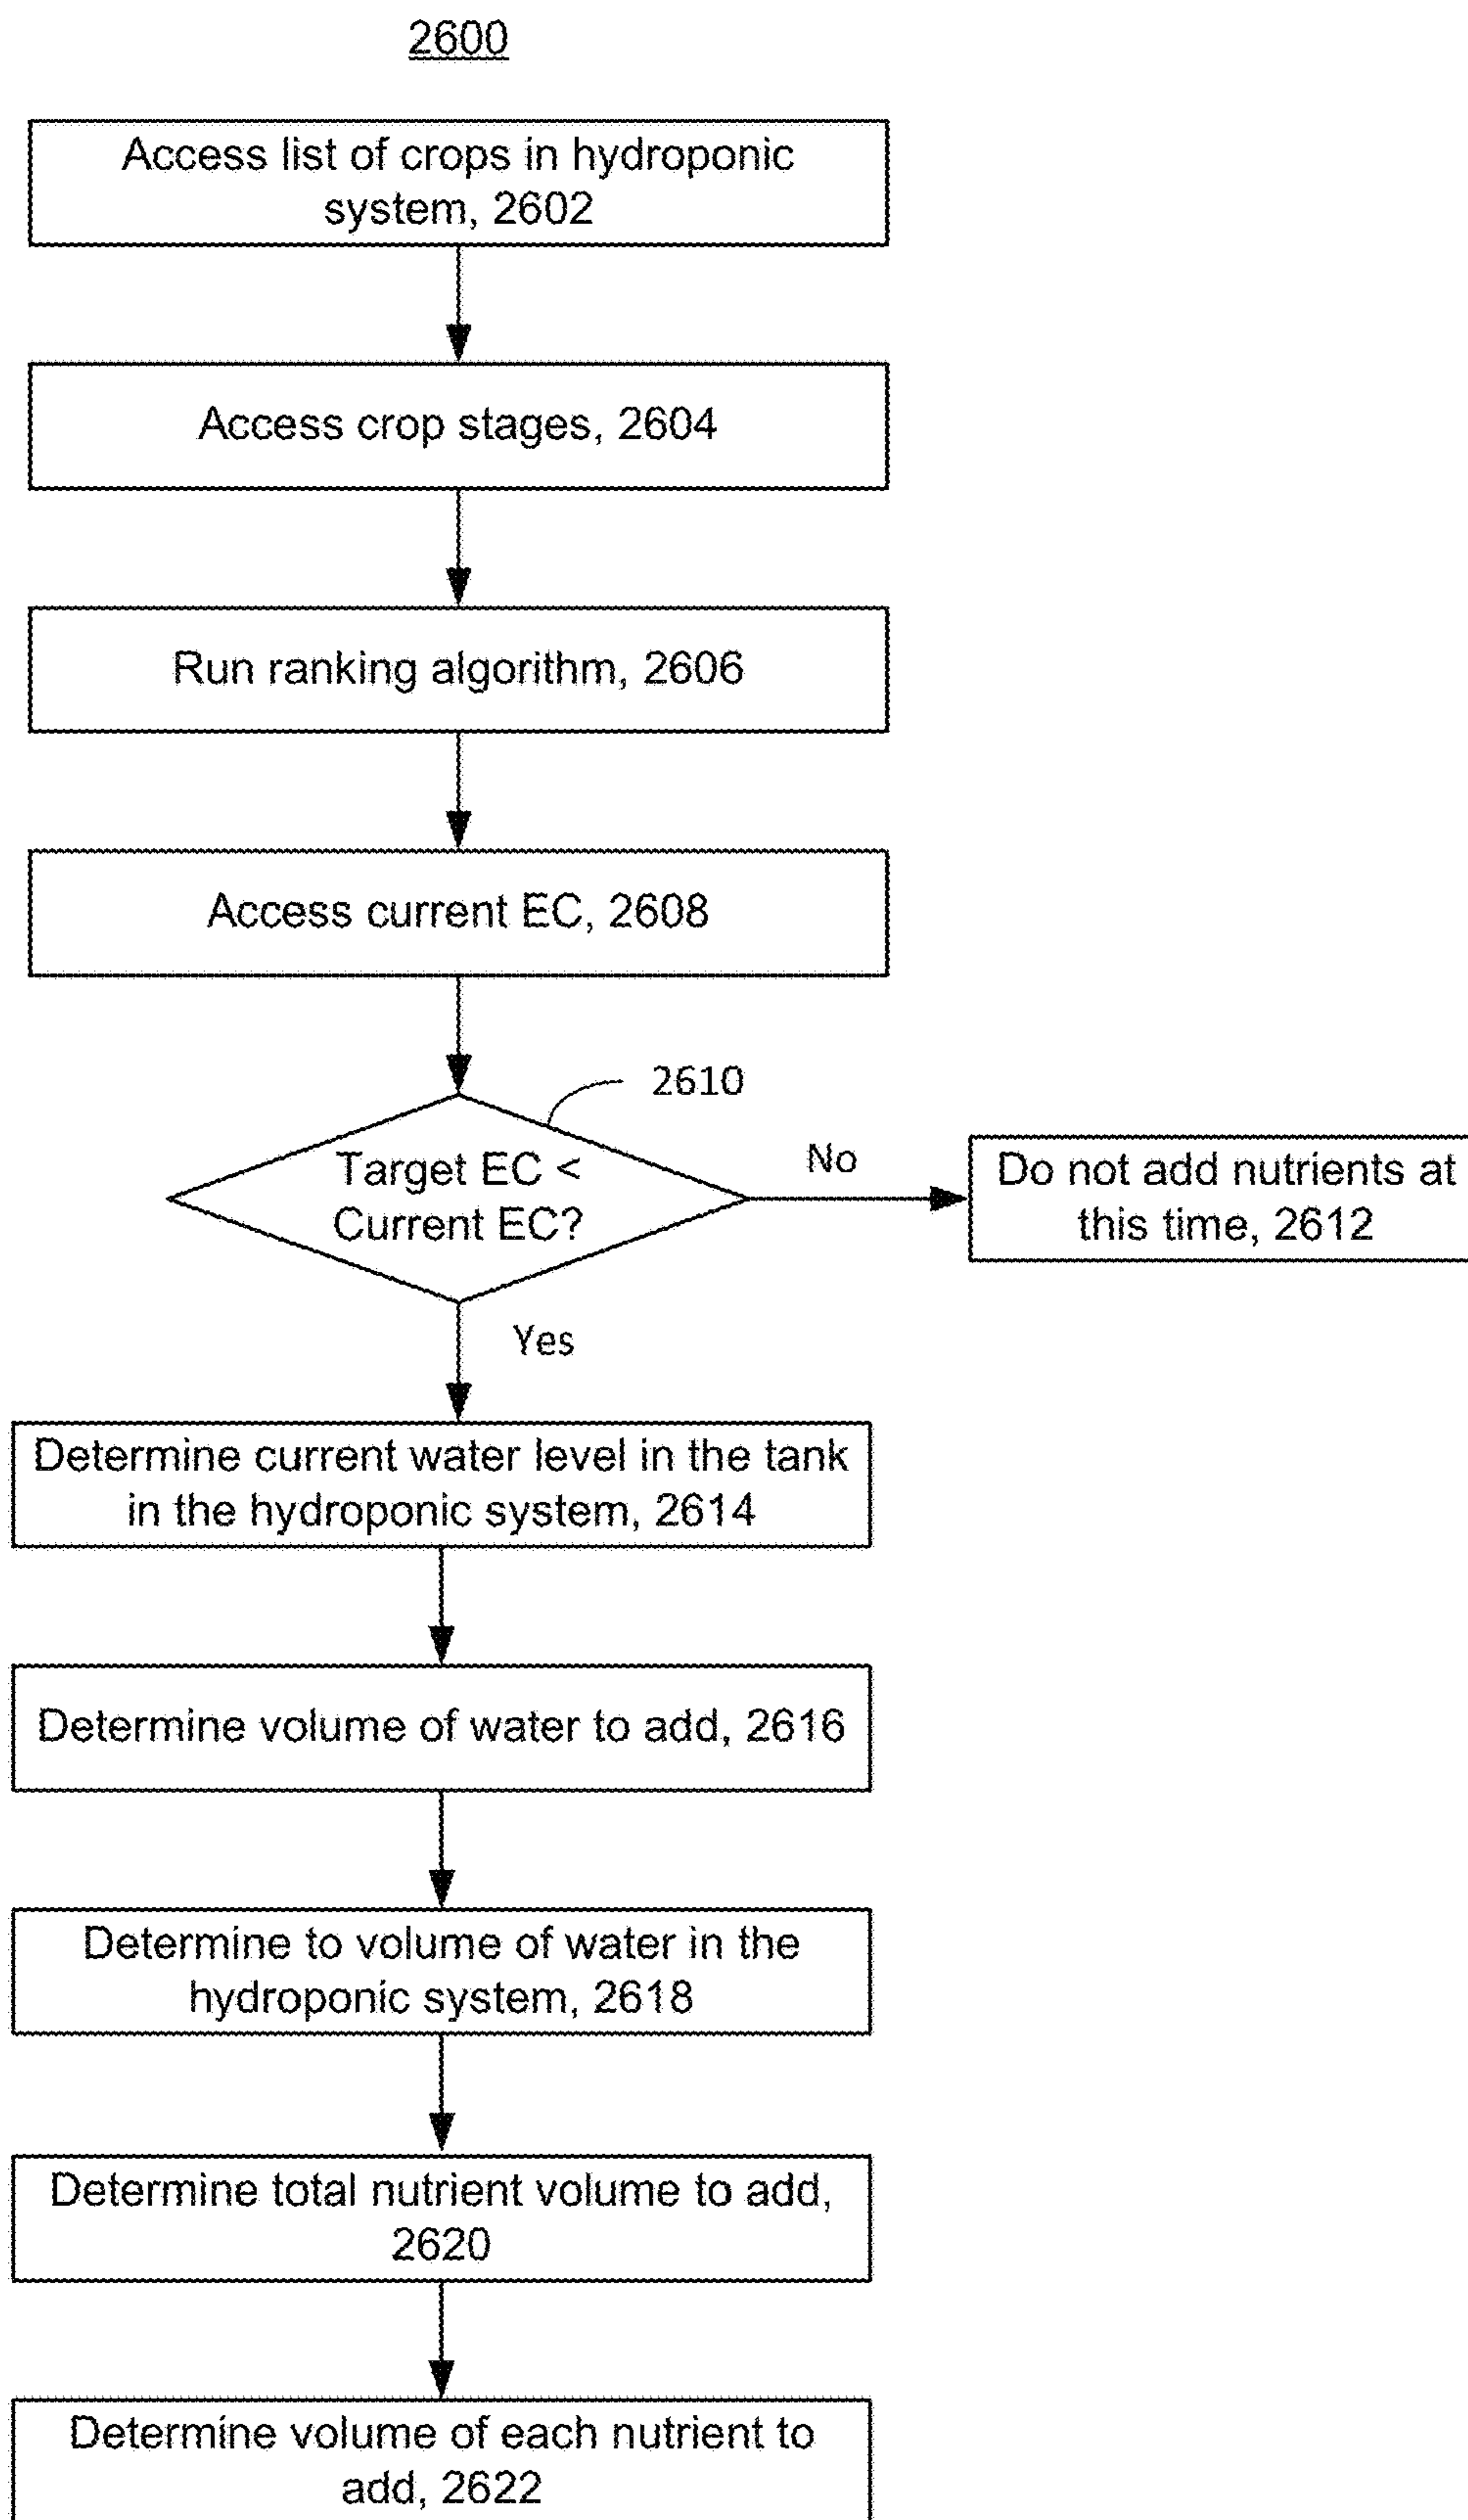 2600
Access list of crops in hydroponic
system, 2602
Access crop stages, 2604
Run ranking algorithm, 2606
Access current EC, 2608
2610
Target EC <
Current EC?
No
Do not add nutrients at
this time, 2612
Yes
Determine current water level in the tank
in the hydroponic system, 2614
Determine volume of water to add, 2616
Determine to volume of water in the
hydroponic system, 2618
Determine total nutrient volume to add,
2620
Determine volume of each nutrient to
add, 2622